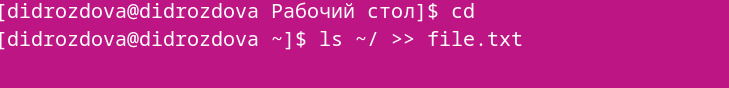 [didrozdova@didrozdova Рабочий стол]$ cd
[didrozdova@didrozdova ~]$ ls ~/ >> file.txt